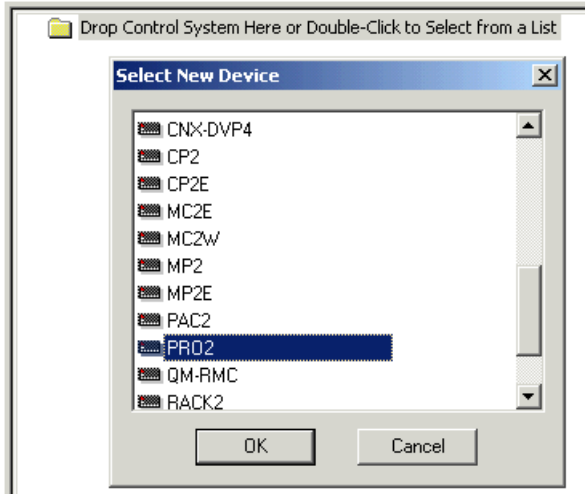 Drop Control System Here or Double-Click to Select from a List
Select New Device
CNX-DVP4
CP2
CP2E
MC2E
MC2W
MP2
MP2E
PAC2
PRO2
QM-RMC
RACK2
OK
Cancel